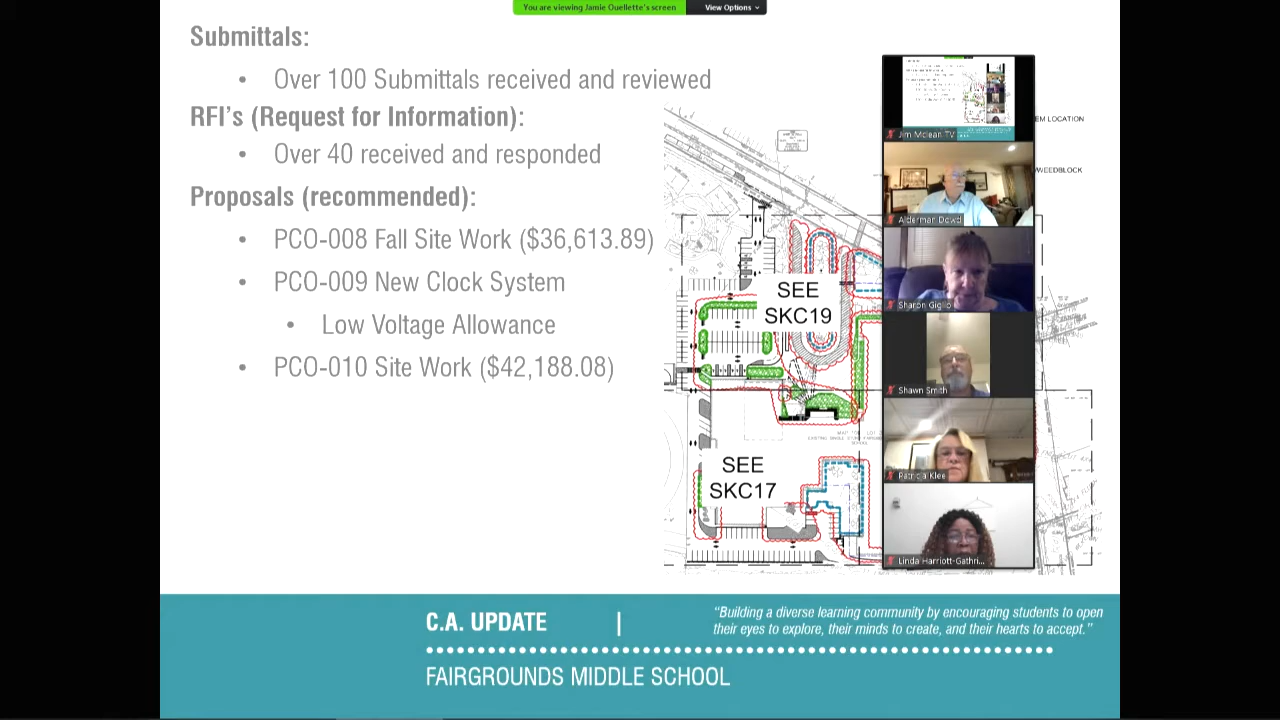 You are viewing Jamie Ouellette's screen
View Options
Submittals:
• Over 100 Submittals received and reviewed
RFI's (Request for Information):
• Over 40 received and responded
Proposals (recommended):
• PCO-008 Fall Site Work ($36,613.89)
• PCO-009 New Clock System
• Low Voltage Allowance
• PCO-010 Site Work ($42,188.08)
EM LOCATION
WEEDBLOCK
SEE
SKC19
SEE
SKC17
Jim Mclean TV
Alderman Dowd
Sharon Giglio
Shawn Smith
Patricia Klee
Linda Harriott-Gathri...
C.A. UPDATE |
"Building a diverse learning community by encouraging students to open
their eyes to explore, their minds to create, and their hearts to accept."
FAIRGROUNDS MIDDLE SCHOOL